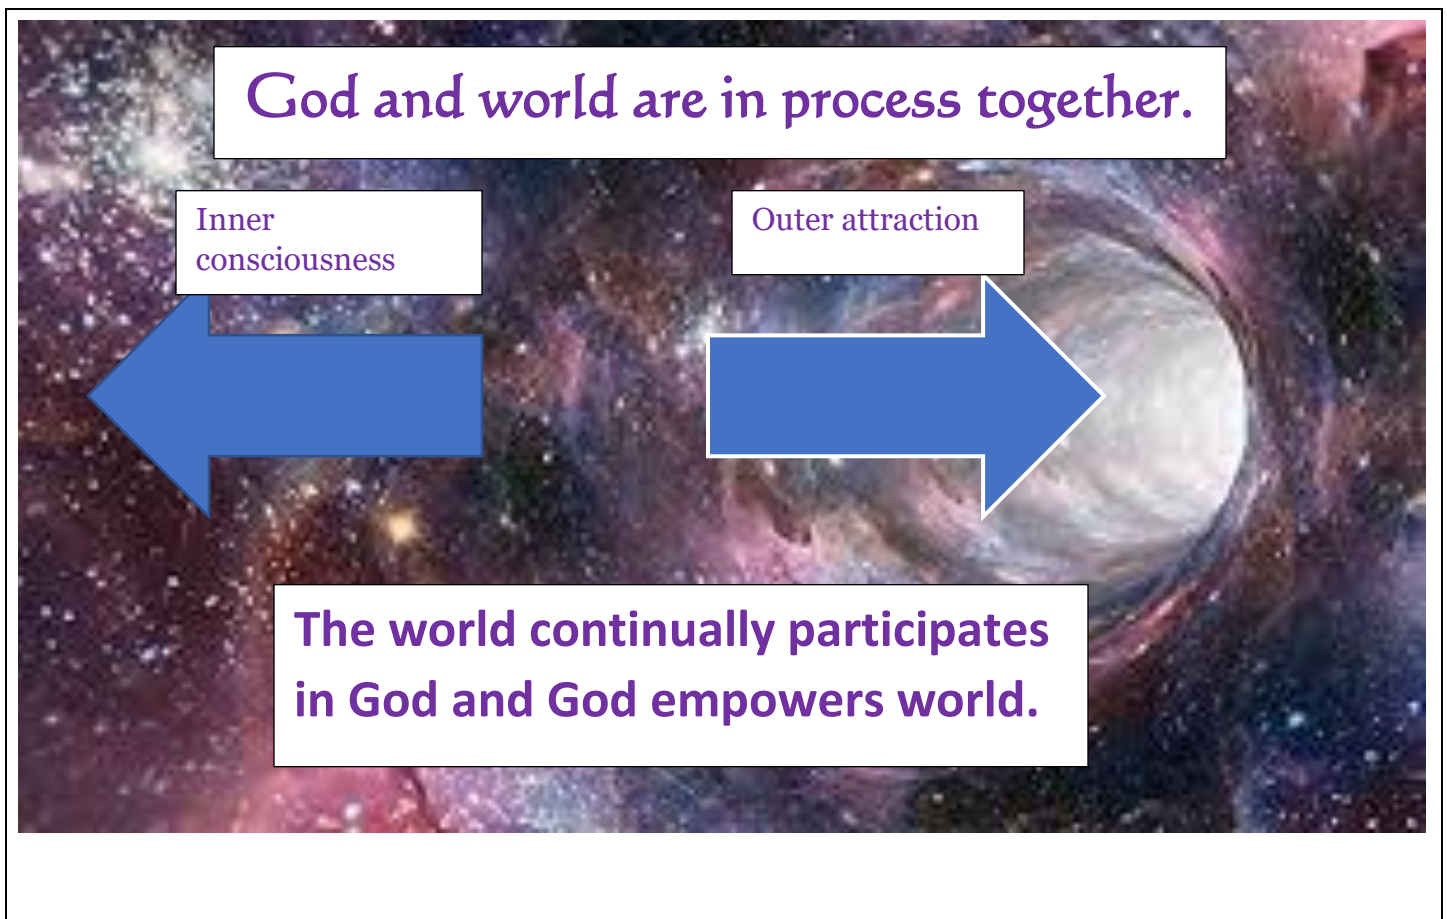 God and world are in process together.
Inner
consciousness
Outer attraction
The world continually participates
in God and God empowers world.